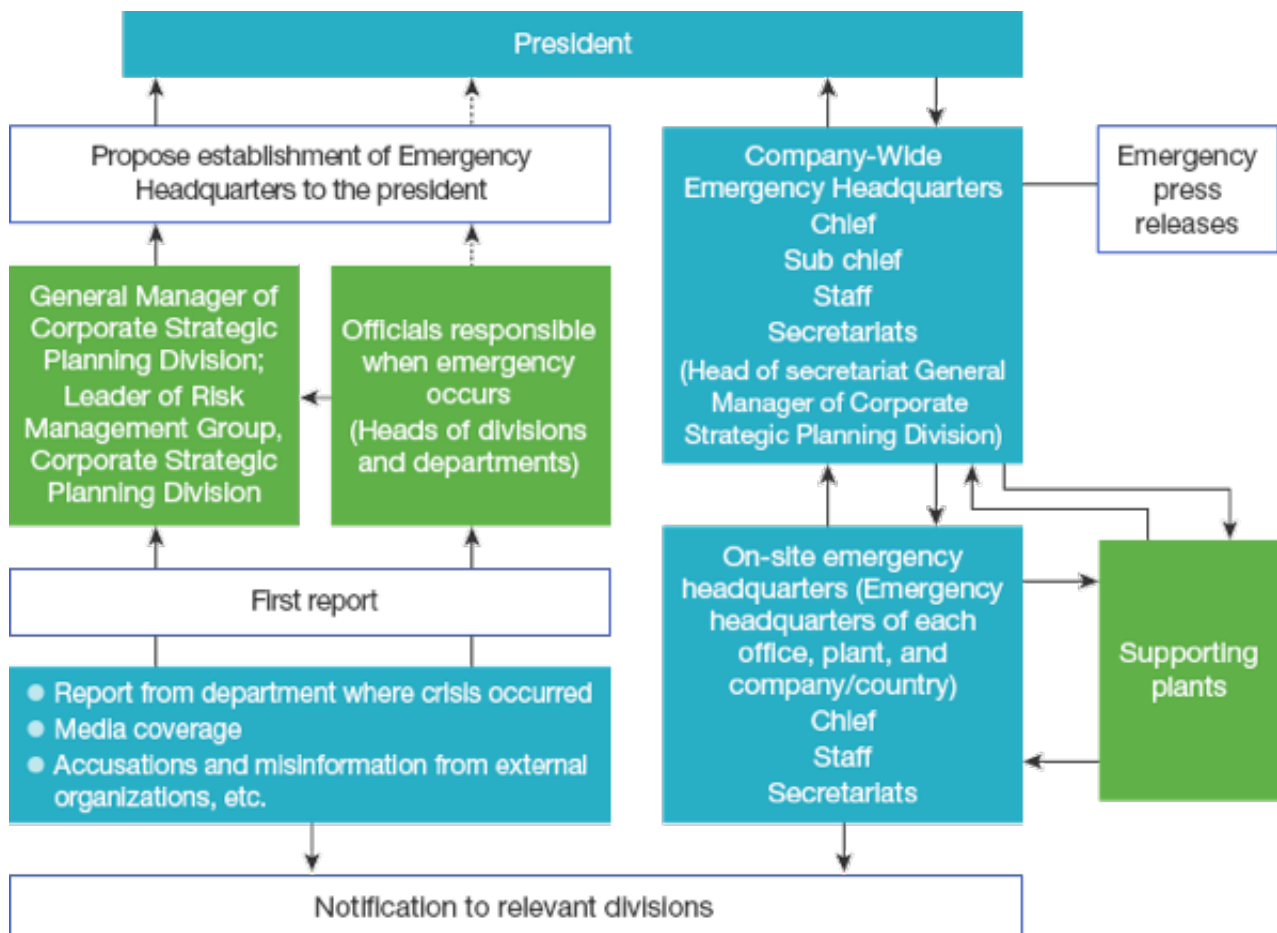 President
Propose establishment of Emergency
Headquarters to the president
General Manager of
Corporate Strategic
Planning Division;
Leader of Risk
Management Group,
Corporate Strategic
Planning Division
Officials responsible
when emergency
occurs
(Heads of divisions
and departments)
First report
● Report from department where crisis occurred
● Media coverage
● Accusations and misinformation from external
organizations, etc.
Company-Wide
Emergency Headquarters
Chief
Sub chief
Staff
Secretariats
(Head of secretariat General
Manager of Corporate
Strategic Planning Division)
Emergency
press
releases
On-site emergency
headquarters (Emergency
headquarters of each
office, plant, and
company/country)
Chief
Staff
Secretariats
Supporting
plants
Notification to relevant divisions